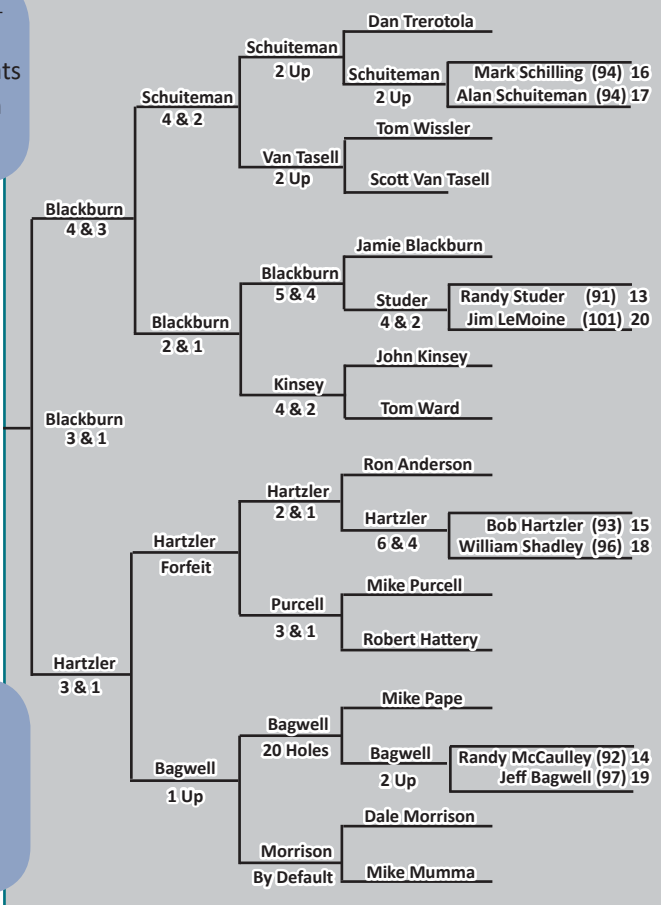 ts
Dan Trerotola
Schuiteman
2 Up
Schuiteman
2 Up
Mark Schilling (94) 16
Alan Schuiteman (94) 17
Schuiteman
4 & 2
Tom Wissler
Van Tasell
2 Up
Scott Van Tasell
Blackburn
4 & 3
Jamie Blackburn
Blackburn
5 & 4
Studer
4 & 2
Randy Studer (91) 13
Jim LeMoine (101) 20
Blackburn
2 & 1
John Kinsey
Kinsey
4 & 2
Tom Ward
Blackburn
3 & 1
Ron Anderson
Hartzler
2 & 1
Hartzler
6 & 4
Bob Hartzler (93) 15
William Shadley (96) 18
Hartzler
Forfeit
Mike Purcell
Purcell
3 & 1
Robert Hattery
Hartzler
3 & 1
Mike Pape
Bagwell
20 Holes
Bagwell
2 Up
Randy McCaulley (92) 14
Jeff Bagwell (97) 19
Bagwell
1 Up
Dale Morrison
Morrison
By Default
Mike Mumma